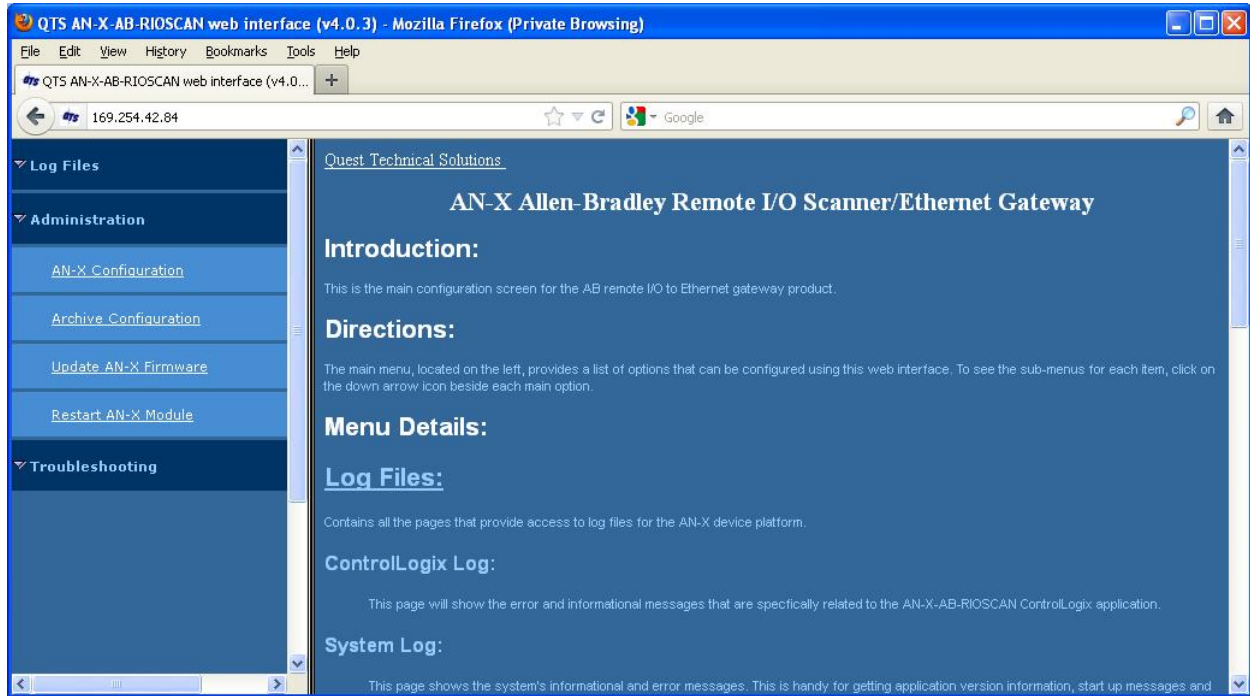 QTS AN-X-AB-RIOSCAN web interface (v4.0.3) - Mozilla Firefox (Private Browsing)
File Edit View History Bookmarks Tools Help
QTS QTS AN-X-AB-RIOSCAN web interface (v4.0... +
QTS 169.254.42.84 Google
Log Files
Administration
AN-X Configuration
Archive Configuration
Update AN-X Firmware
Restart AN-X Module
Troubleshooting
Quest Technical Solutions
AN-X Allen-Bradley Remote I/O Scanner/Ethernet Gateway
Introduction:
This is the main configuration screen for the AB remote I/O to Ethernet gateway product.
Directions:
The main menu, located on the left, provides a list of options that can be configured using this web interface. To see the sub-menus for each item, click on
the down arrow icon beside each main option.
Menu Details:
Log Files:
Contains all the pages that provide access to log files for the AN-X device platform.
ControlLogix Log:
This page will show the error and informational messages that are specfically related to the AN-X-AB-RIOSCAN ControlLogix application.
System Log:
This page shows the system's informational and error messages. This is handy for getting application version information, start up messages and